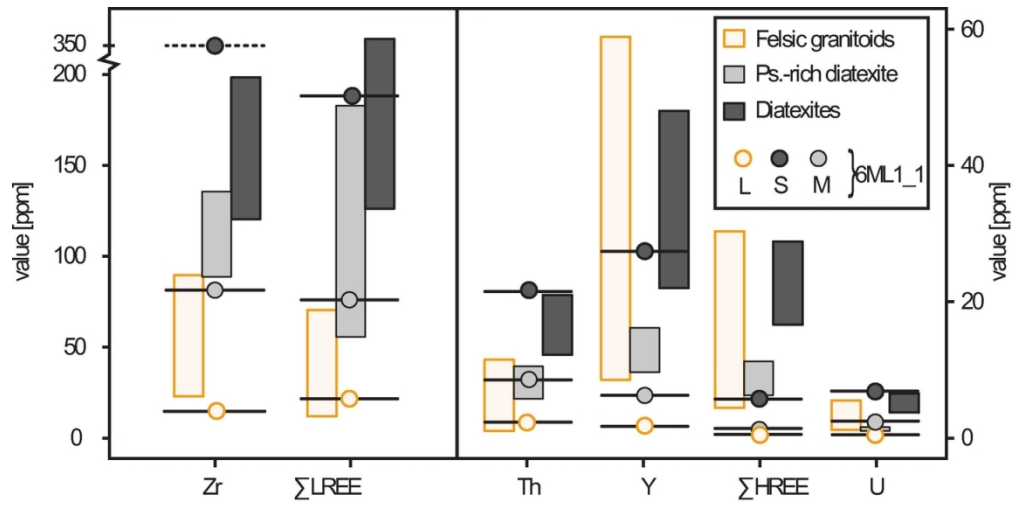 350
200
150
100
50
0
value [ppm]
Zr
∑LREE
Th
Y
∑HREE
U
60
40
20
0
value [ppm]
Felsic granitoids
Ps.-rich diatexite
Diatexites
L S M }6ML1_1